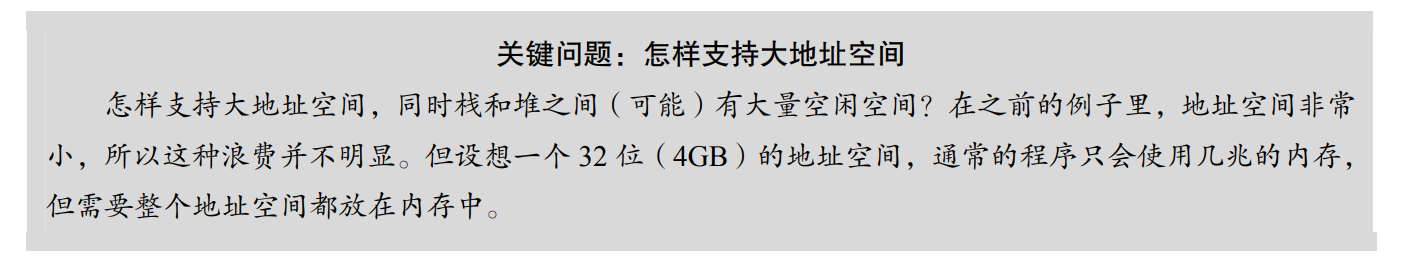 关键问题：怎样支持大地址空间
怎样支持大地址空间，同时栈和堆之间（可能）有大量空闲空间？在之前的例子里，地址空间非常
小，所以这种浪费并不明显。但设想一个 32 位（4GB）的地址空间，通常的程序只会使用几兆的内存，
但需要整个地址空间都放在内存中。